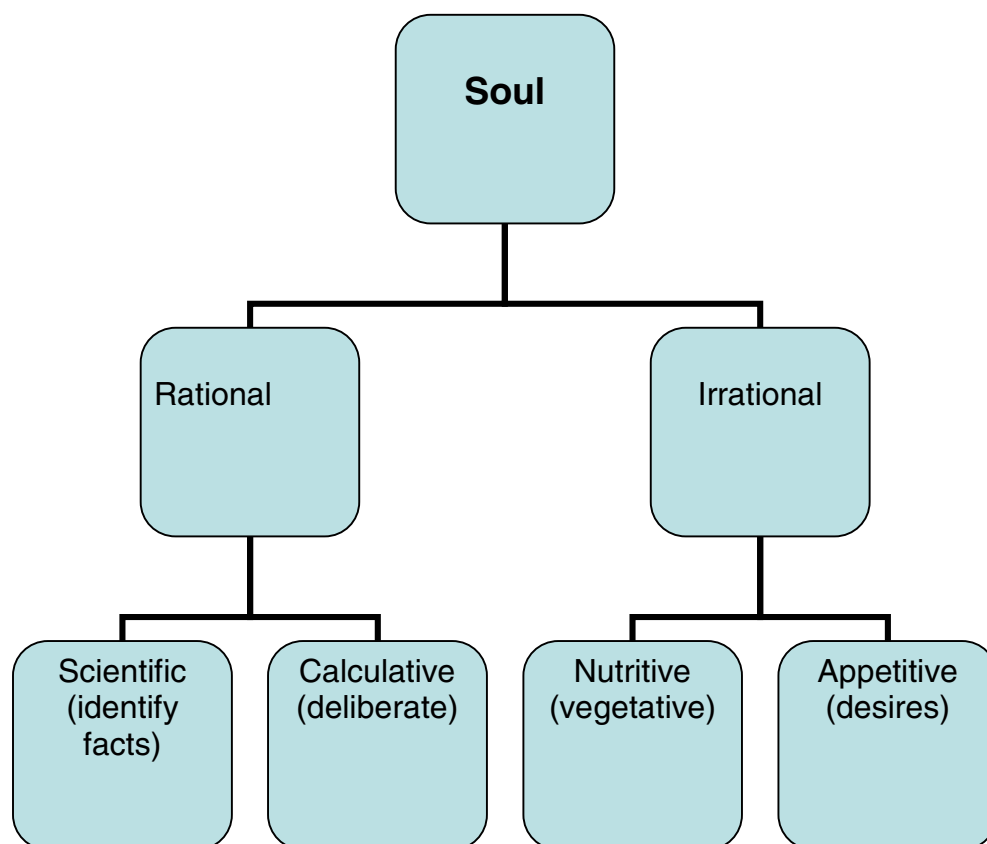 Soul
Rational
Irrational
Scientific
(identify
facts)
Calculative
(deliberate)
Nutritive
(vegetative)
Appetitive
(desires)